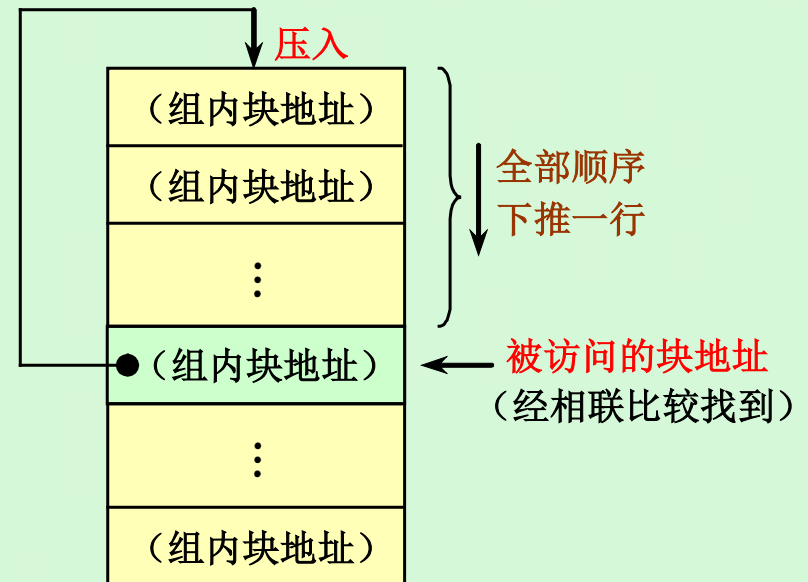 压入
（组内块地址）
（组内块地址）
全部顺序
下推一行
⋮
（组内块地址）
被访问的块地址
（经相联比较找到）
⋮
（组内块地址）